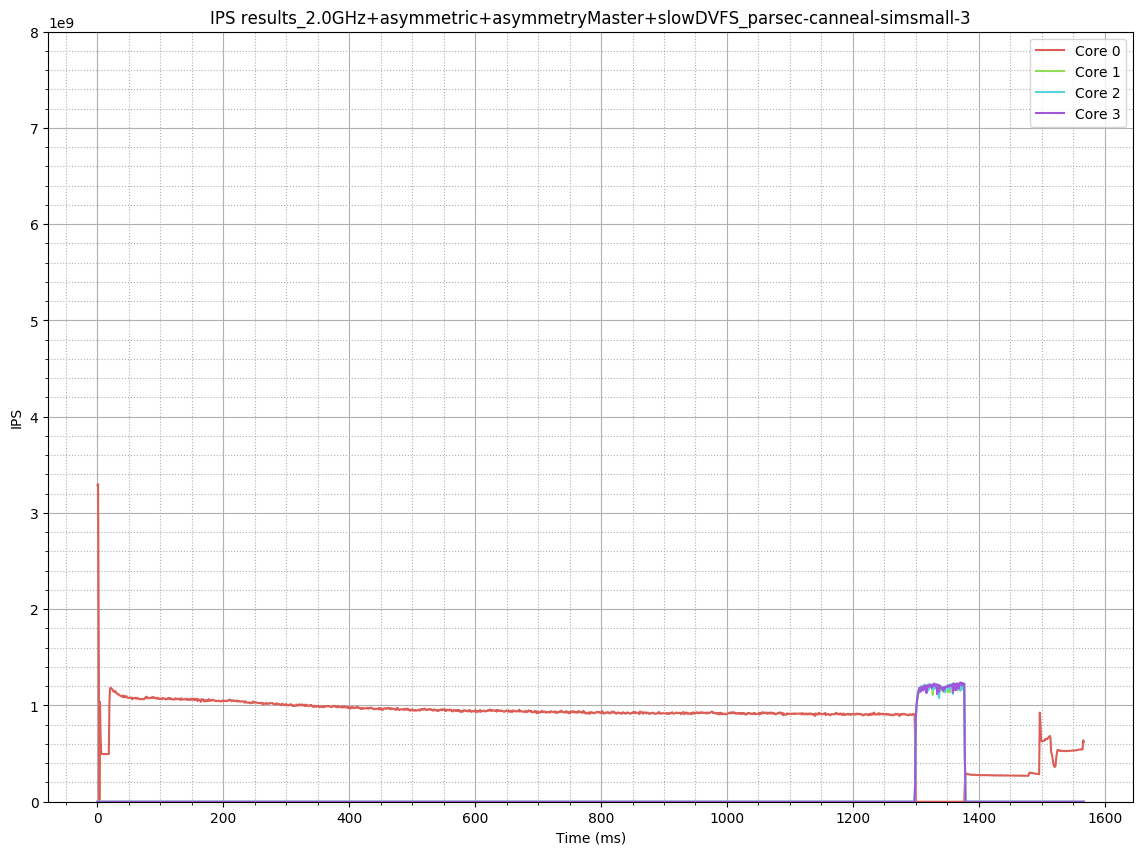 IPS results_2.0GHz+asymmetric+asymmetryMaster+slowDVFS_parsec-canneal-simsmall-3
1e9
8
7
6
5
4
3
2
1
0
IPS
Core 0
Core 1
Core 2
Core 3
0 200 400 600 800 1000 1200 1400 1600
Time (ms)